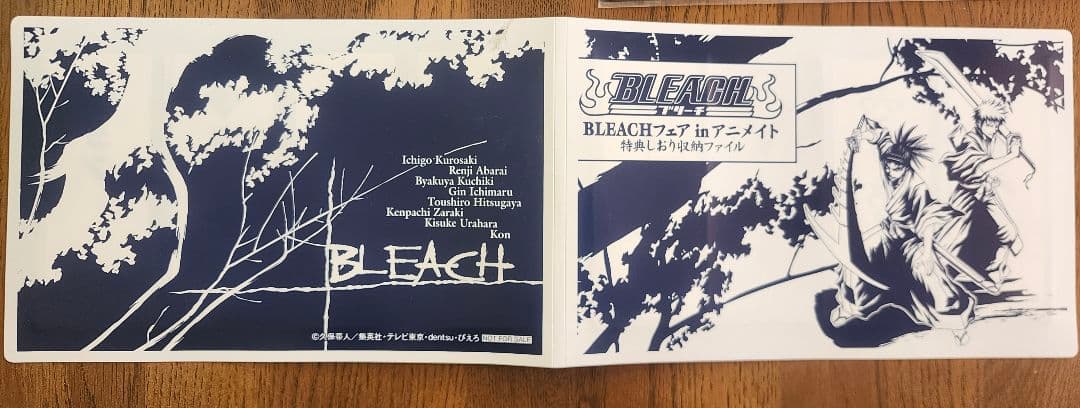 Ichigo Kurosaki
Renji Abarai
Byakuya Kuchiki
Gin Ichimaru
Toushiro Hitsugaya
Kenpachi Zaraki
Kisuke Urahara
Kon
BLEACH
©久保帯人／集英社・テレビ東京・dentsu・ぴえろ NOT FOR SALE
BLEACH
ブリーチ
BLEACHフェア in アニメイト
特典しおり収納ファイル